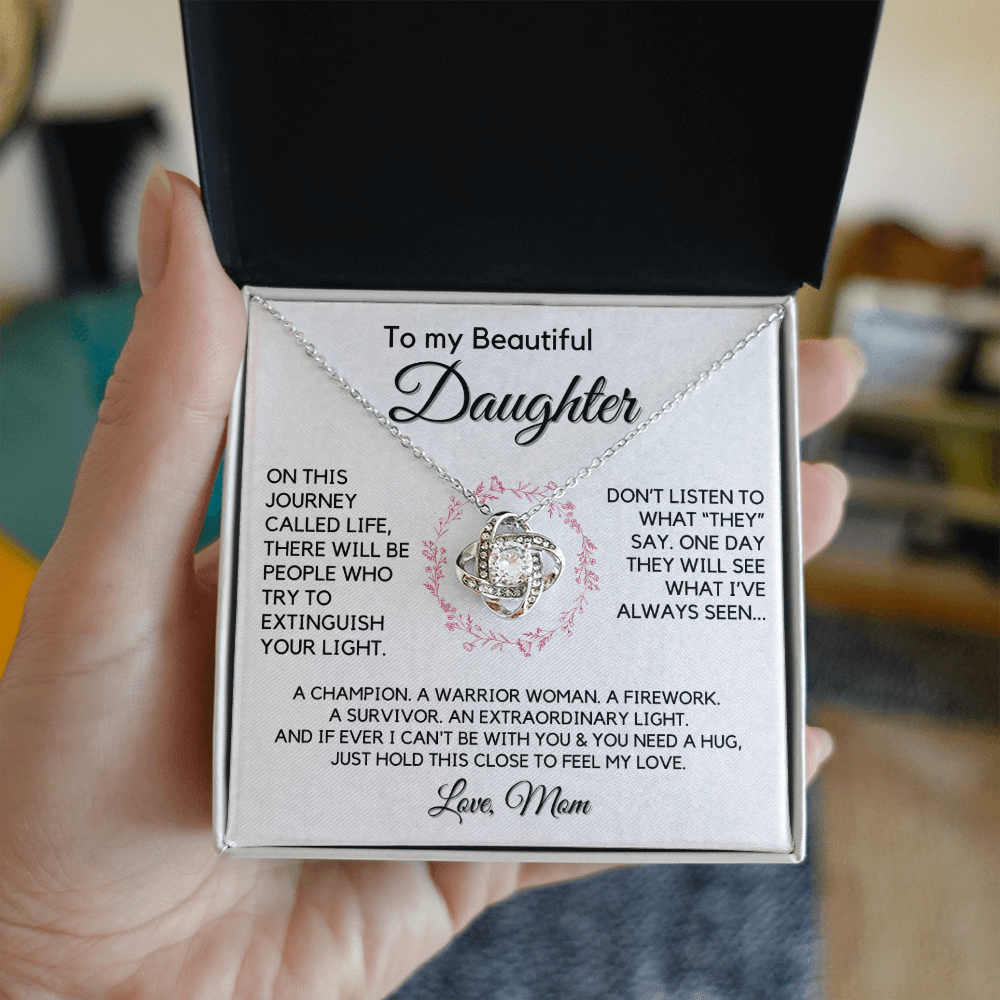 To my Beautiful
Daughter
ON THIS
JOURNEY
CALLED LIFE,
THERE WILL BE
PEOPLE WHO
TRY TO
EXTINGUISH
YOUR LIGHT.
DON'T LISTEN TO
WHAT “THEY”
SAY. ONE DAY
THEY WILL SEE
WHAT I'VE
ALWAYS SEEN...
A CHAMPION. A WARRIOR WOMAN. A FIREWORK.
A SURVIVOR. AN EXTRAORDINARY LIGHT.
AND IF EVER I CAN'T BE WITH YOU & YOU NEED A HUG,
JUST HOLD THIS CLOSE TO FEEL MY LOVE.
Love, Mom